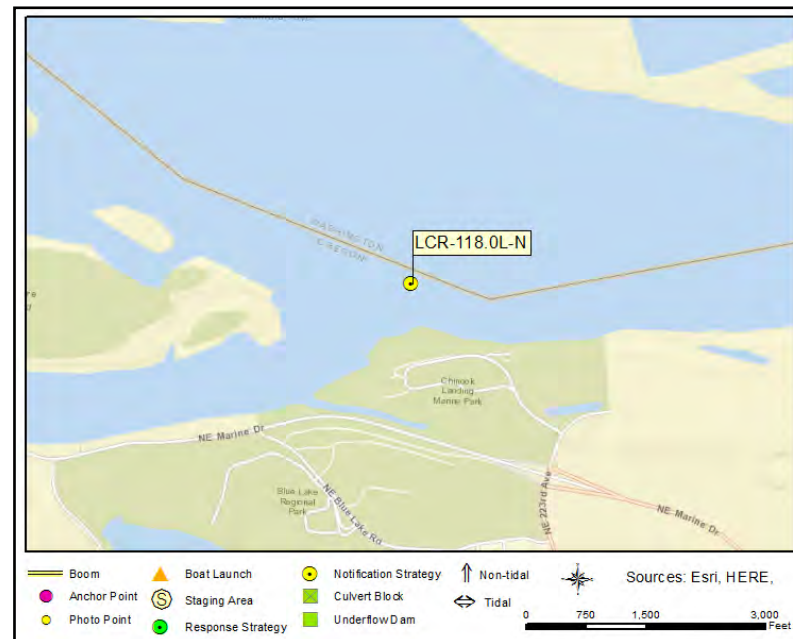 WASHINGTON
OREGON
LCR-118.0L-N
Chinook
Landing
Marine Park
NE Marine Dr
Blue Lake
Regional
Park
NE Blue Lake Rd
NE 223rd Ave
NE Marine Dr
Boom
Boat Launch
Notification Strategy
Non-tidal
Sources: Esri, HERE,
Anchor Point
S
Staging Area
Culvert Block
Tidal
Photo Point
Response Strategy
Underflow Dam
0 750 1,500 3,000
Feet